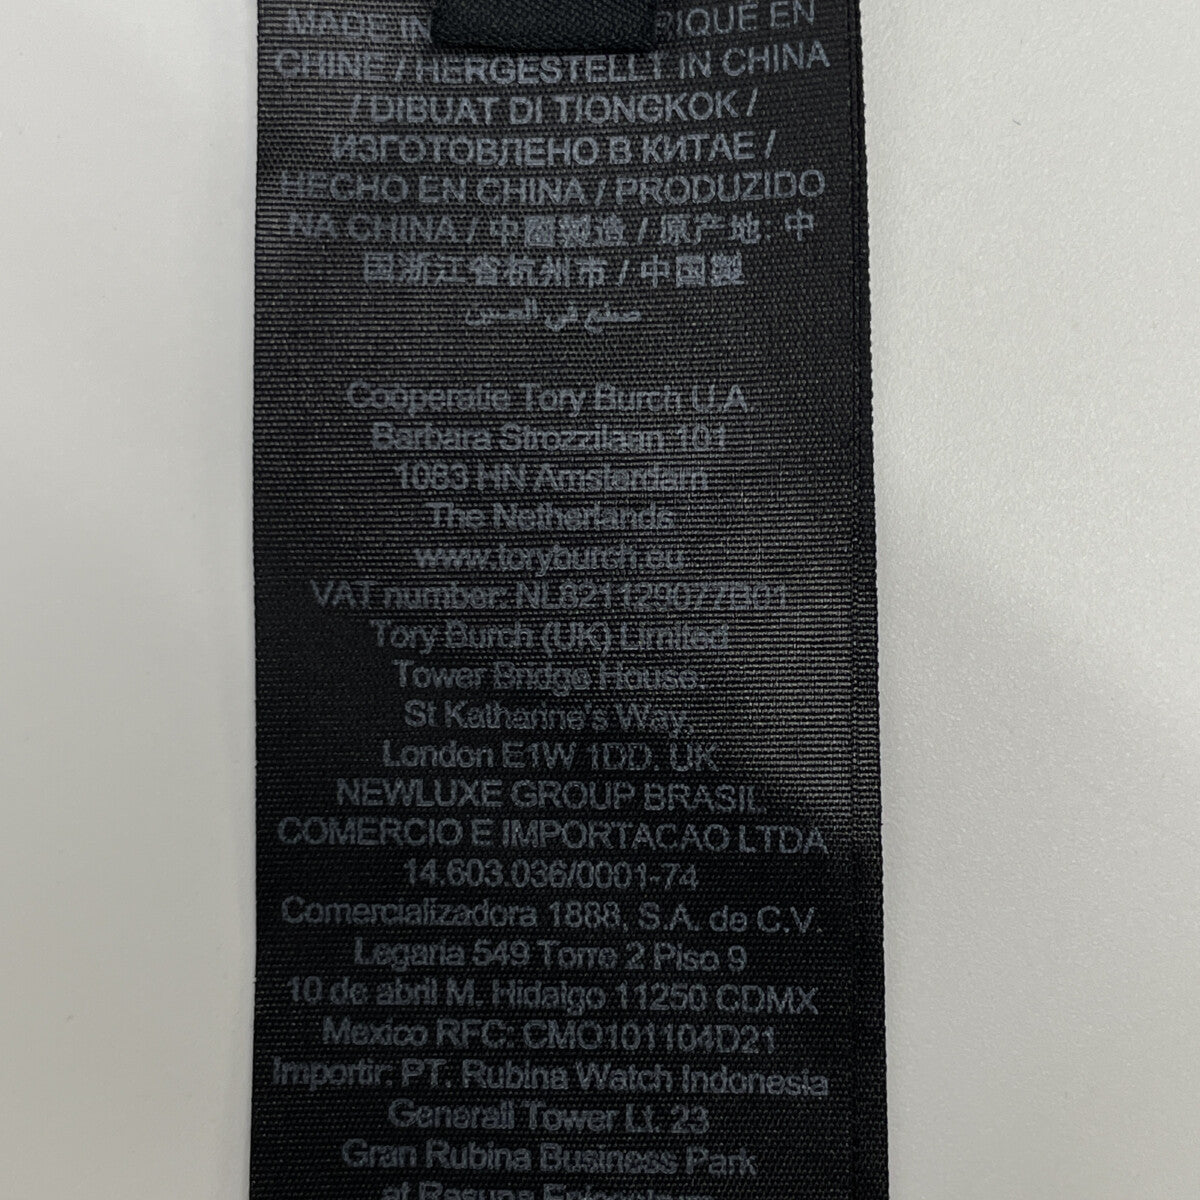 MADE IN RIQUÉ EN
CHINE / HERGESTELLT IN CHINA
/ DIBUAT DI TIONGKOK /
ИЗГОТОВЛЕНО В КИТАЕ /
HECHO EN CHINA / PRODUZIDO
NA CHINA / 中國製造 / 原产地: 中
国浙江省杭州市 / 中国製
صنع في الصين
Cooperatie Tory Burch U.A.
Barbara Strozzilaan 101
1083 HN Amsterdam
The Netherlands
www.toryburch.eu
VAT number: NL821129077B01
Tory Burch (UK) Limited
Tower Bridge House,
St Katharine's Way,
London E1W 1DD, UK
NEWLUXE GROUP BRASIL
COMERCIO E IMPORTACAO LTDA
14.603.036/0001-74
Comercializadora 1888, S.A. de C.V.
Legaria 549 Torre 2 Piso 9
10 de abril M. Hidalgo 11250 CDMX
Mexico RFC: CMO101104D21
Importir: PT. Rubina Watch Indonesia
Generali Tower Lt. 23
Gran Rubina Business Park
at Rasuna Epicentrum